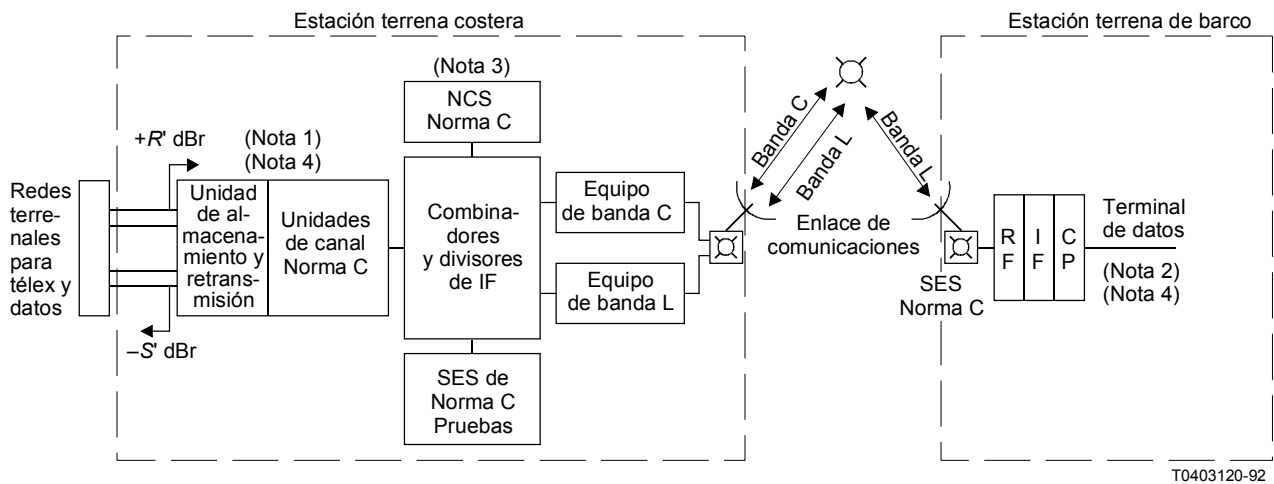 Estación terrena costera
Estación terrena de barco
(Nota 3)
NCS
Norma C
+R' dBr
(Nota 1)
(Nota 4)
Redes
terre-
nales
para
télex y
datos
Unidad
de al-
macena-
miento y
retrans-
misión
Unidades
de canal
Norma C
–S' dBr
Combina-
dores
y divisores
de IF
SES de
Norma C
Pruebas
Equipo
de banda C
Equipo
de banda L
Banda C
Banda L
Banda L
Enlace de
comunicaciones
SES
Norma C
R
F
I
F
C
P
Terminal
de datos
(Nota 2)
(Nota 4)
T0403120-92